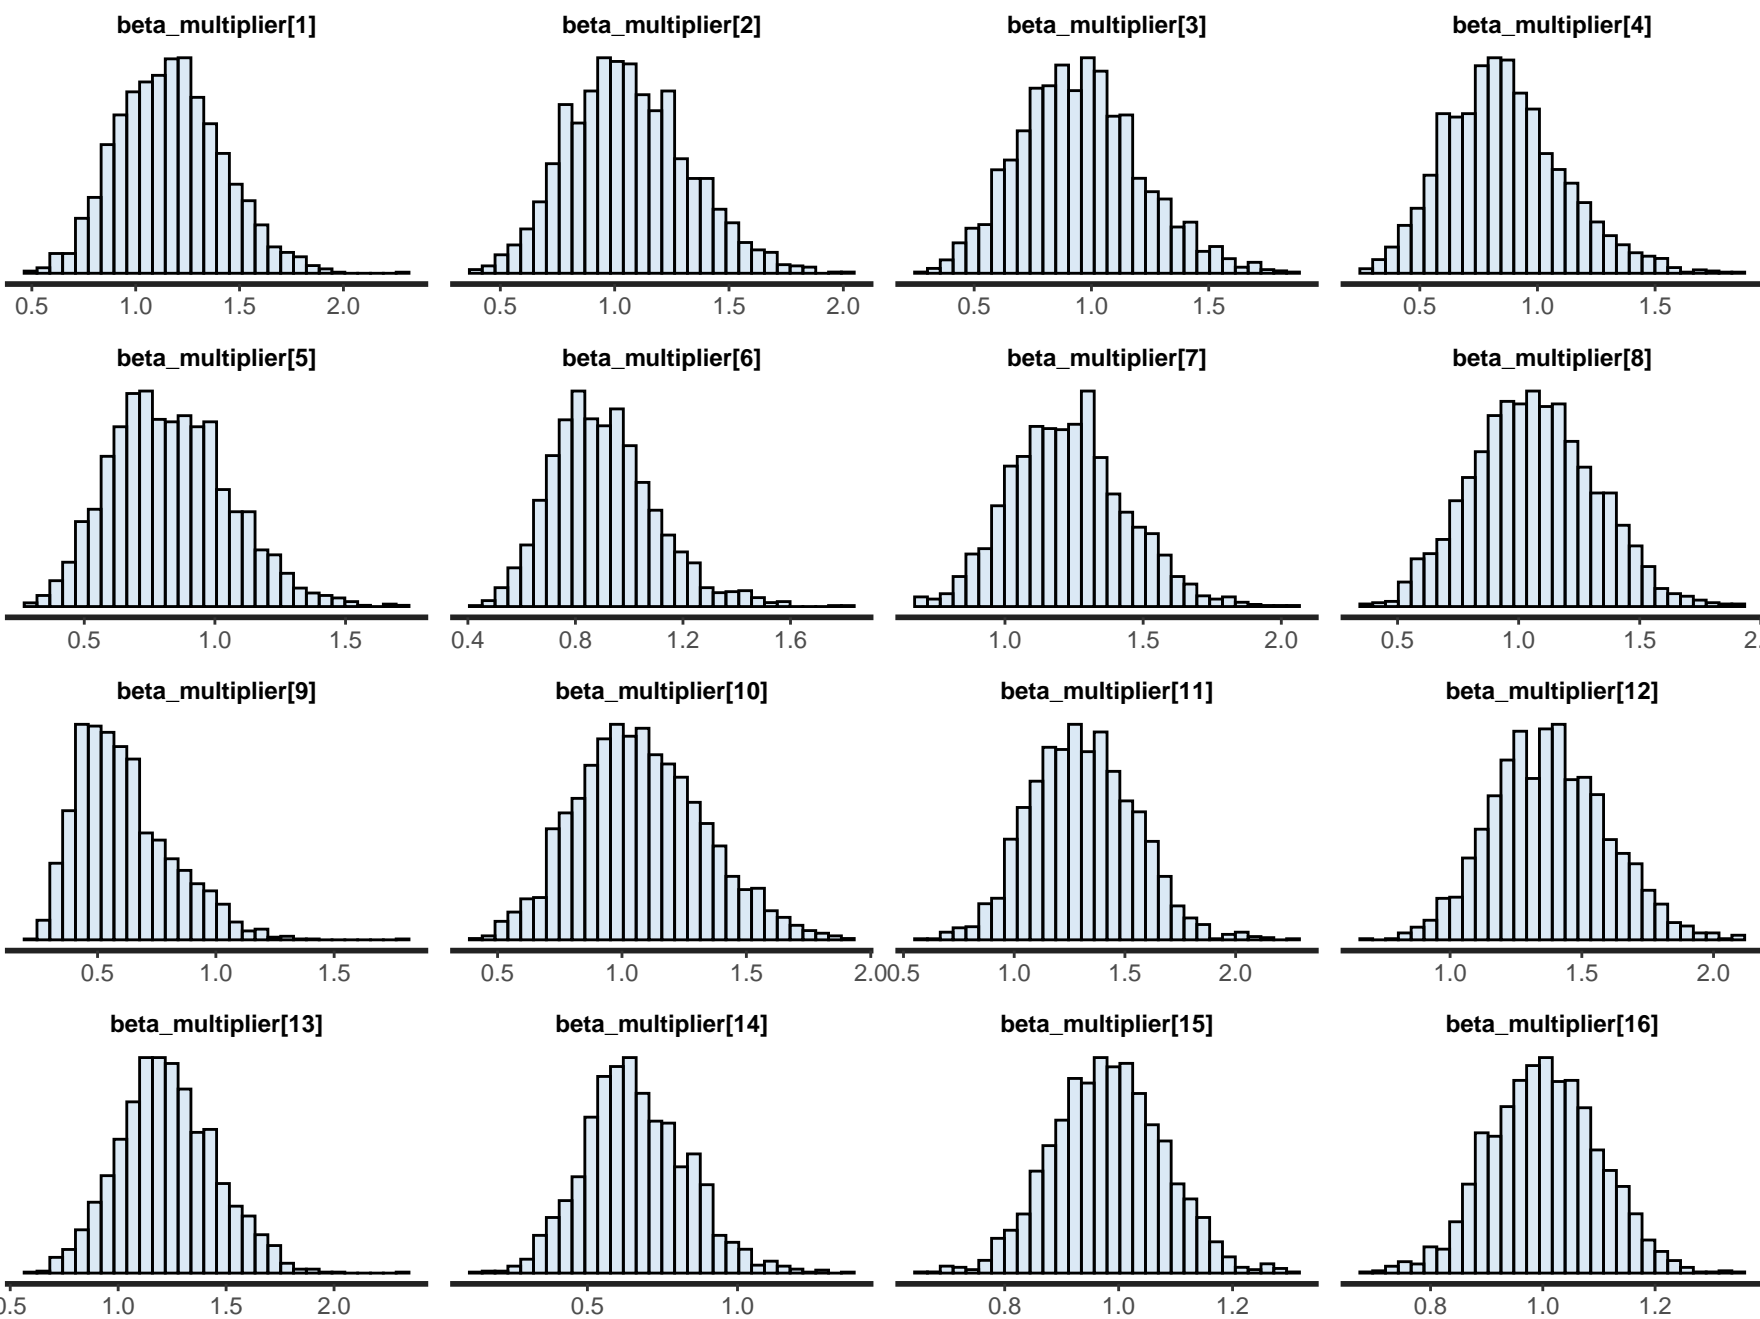 beta_multiplier[1] beta_multiplier[2] beta_multiplier[3] beta_multiplier[4]
0.5 1.0 1.5 2.0 0.5 1.0 1.5 2.0 0.5 1.0 1.5 0.5 1.0 1.5
beta_multiplier[5] beta_multiplier[6] beta_multiplier[7] beta_multiplier[8]
0.5 1.0 1.5 0.4 0.8 1.2 1.6 1.0 1.5 2.0 0.5 1.0 1.5 2.
beta_multiplier[9] beta_multiplier[10] beta_multiplier[11] beta_multiplier[12]
0.5 1.0 1.5 0.5 1.0 1.5 2.0 0.5 1.0 1.5 2.0 1.0 1.5 2.0
beta_multiplier[13] beta_multiplier[14] beta_multiplier[15] beta_multiplier[16]
0.5 1.0 1.5 2.0 0.5 1.0 0.8 1.0 1.2 0.8 1.0 1.2